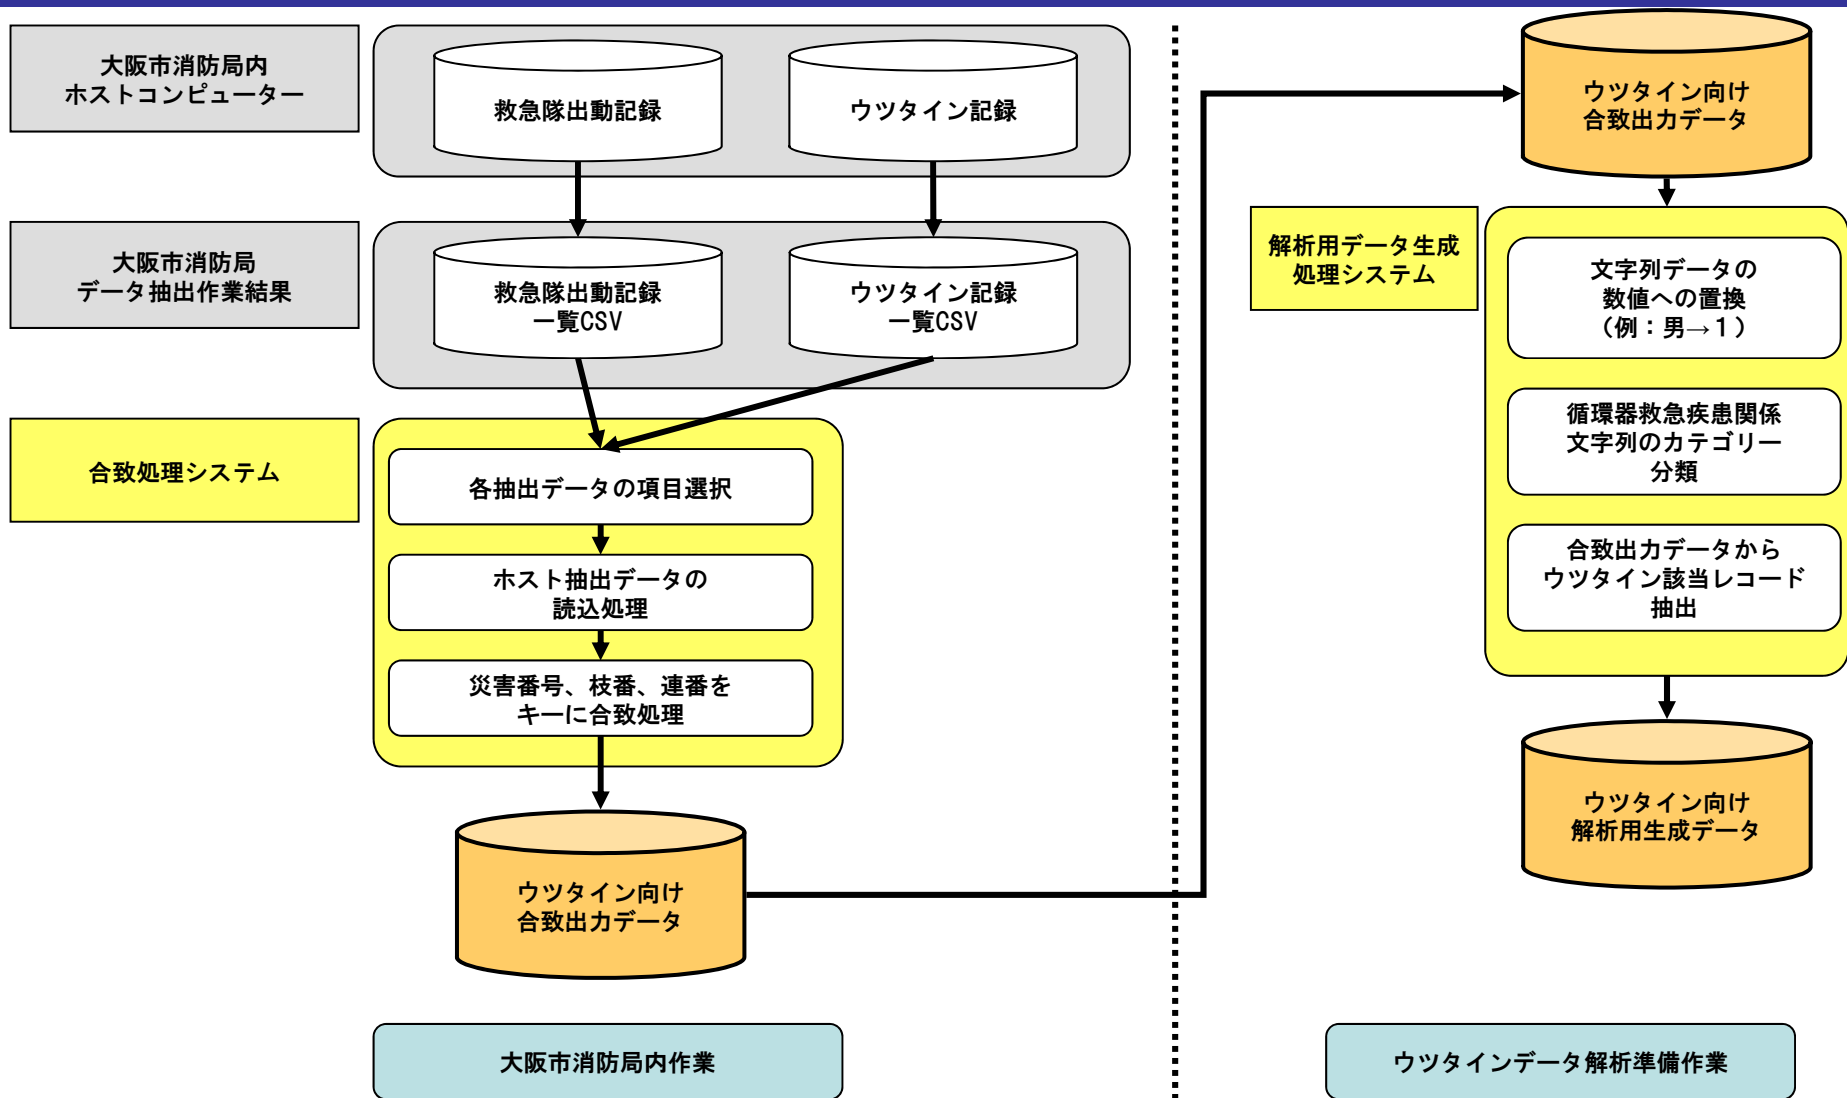 大阪市消防局内
ホストコンピューター
救急隊出動記録
ウツタイン記録
大阪市消防局
データ抽出作業結果
救急隊出動記録
一覧CSV
ウツタイン記録
一覧CSV
合致処理システム
各抽出データの項目選択
ホスト抽出データの
読込処理
災害番号、枝番、連番を
キーに合致処理
ウツタイン向け
合致出力データ
大阪市消防局内作業
ウツタイン向け
合致出力データ
解析用データ生成
処理システム
文字列データの
数値への置換
（例：男→１）
循環器救急疾患関係
文字列のカテゴリー
分類
合致出力データから
ウツタイン該当レコード
抽出
ウツタイン向け
解析用生成データ
ウツタインデータ解析準備作業